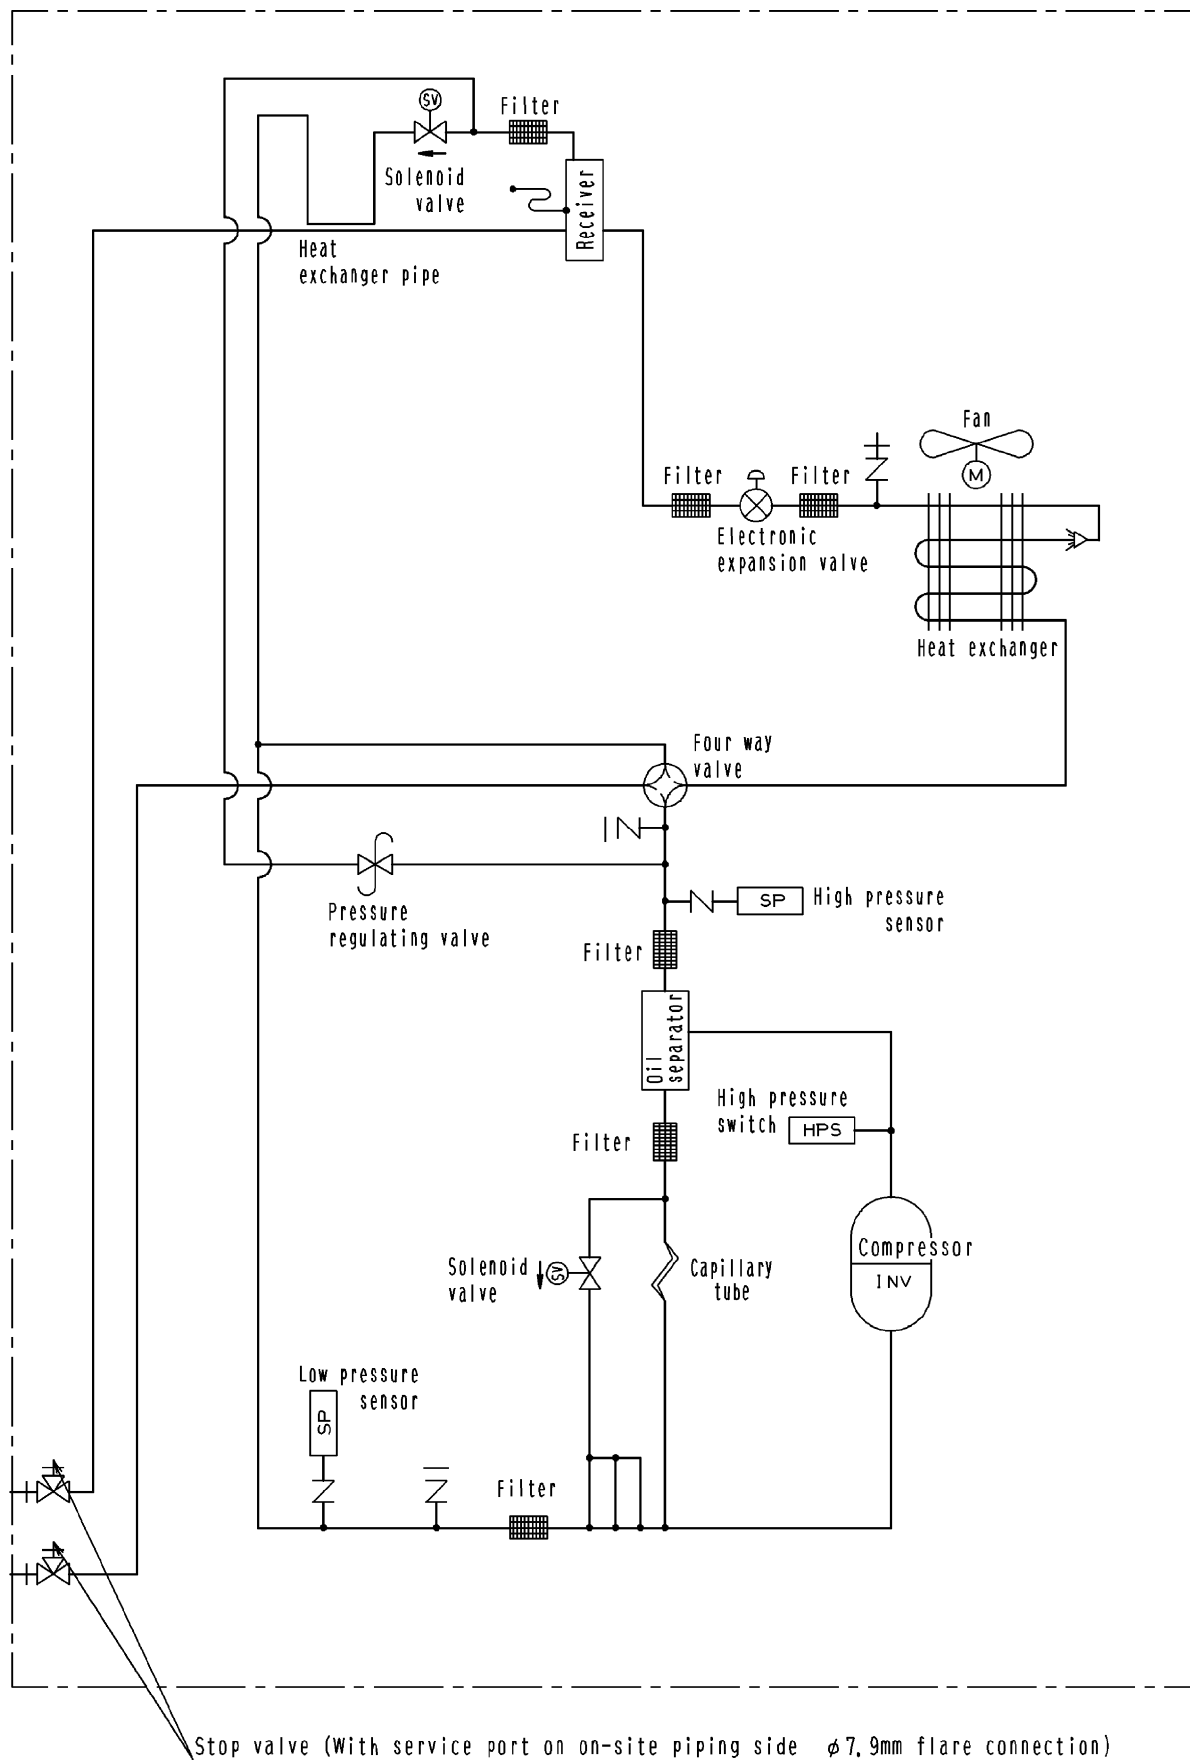 SV
Filter
Solenoid
valve
Receiver
Heat
exchanger pipe
Fan
M
Filter
Filter
Electronic
expansion valve
Heat exchanger
Four way
valve
SP
High pressure
sensor
Pressure
regulating valve
Filter
Oil
separator
High pressure
switch
HPS
Filter
Compressor
INV
Solenoid
valve
SV
Capillary
tube
Low pressure
sensor
SP
Filter
Stop valve (With service port on on-site piping side ϕ7.9mm flare connection)